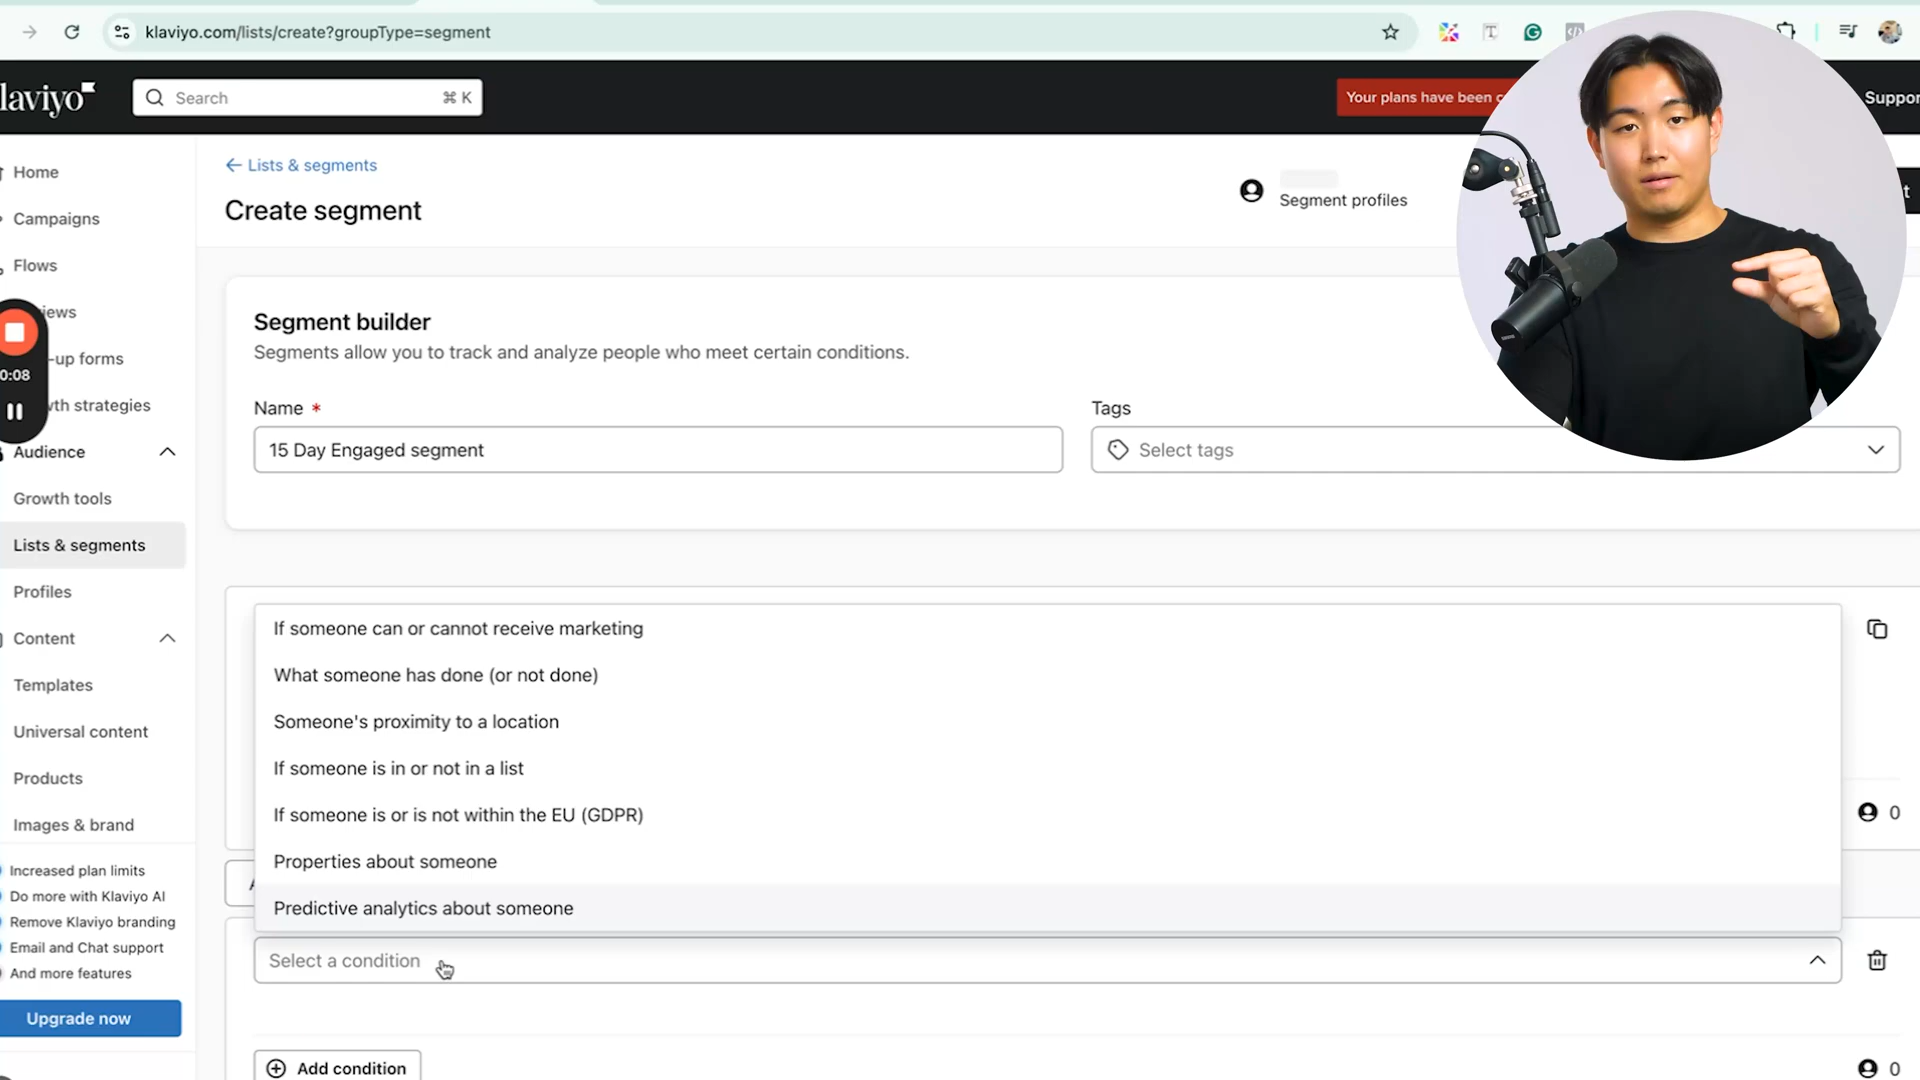 klaviyo.com/lists/create?groupType=segment
laviyo
Search
⌘ K
Your plans have been
Suppor
Home
Campaigns
Flows
iews
-up forms
wth strategies
0:08
Audience
Growth tools
Lists & segments
Profiles
Content
Templates
Universal content
Products
Images & brand
Increased plan limits
Do more with Klaviyo AI
Remove Klaviyo branding
Email and Chat support
And more features
Upgrade now
← Lists & segments
Create segment
Segment profiles
Segment builder
Segments allow you to track and analyze people who meet certain conditions.
Name *
15 Day Engaged segment
Tags
Select tags
If someone can or cannot receive marketing
What someone has done (or not done)
Someone's proximity to a location
If someone is in or not in a list
If someone is or is not within the EU (GDPR)
Properties about someone
Predictive analytics about someone
0
Select a condition
Add condition
0